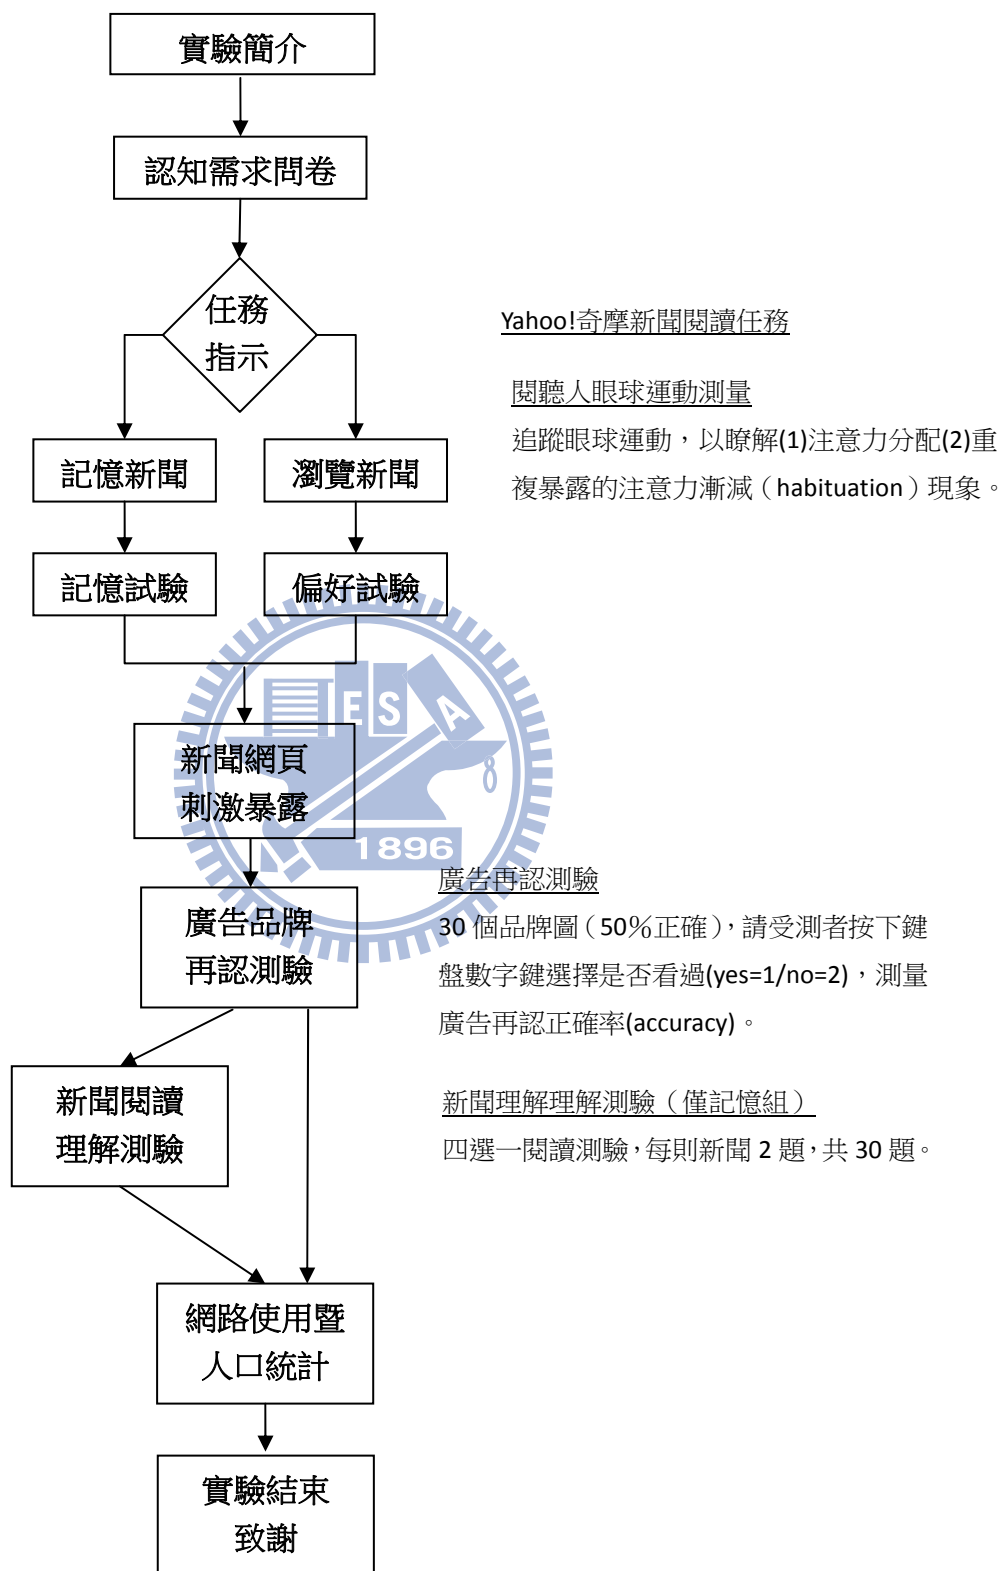 實驗簡介
認知需求問卷
任務
指示
Yahoo!奇摩新聞閱讀任務
閱聽人眼球運動測量
追蹤眼球運動，以瞭解(1)注意力分配(2)重
複暴露的注意力漸減（habituation）現象。
記憶新聞
瀏覽新聞
記憶試驗
偏好試驗
E S A
新聞網頁
刺激暴露
8
1896
廣告品牌
再認測驗
廣告再認測驗
30 個品牌圖（50%正確），請受測者按下鍵
盤數字鍵選擇是否看過(yes=1/no=2)，測量
廣告再認正確率(accuracy)。
新聞閱讀
理解測驗
新聞理解理解測驗（僅記憶組）
四選一閱讀測驗，每則新聞 2 題，共 30 題。
網路使用暨
人口統計
實驗結束
致謝